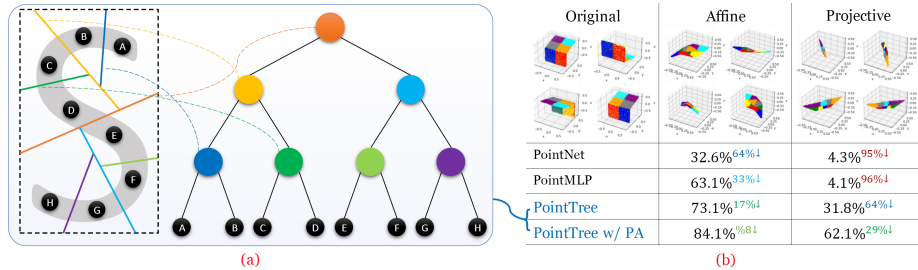 B
A
C
D
E
F
G
H
A B C D E F G H
(a)
Original Affine Projective
PointNet 32.6%64%↓ 4.3%95%↓
PointMLP 63.1%33%↓ 4.1%96%↓
PointTree 73.1%17%↓ 31.8%64%↓
PointTree w/ PA 84.1%%8↓ 62.1%29%↓
(b)